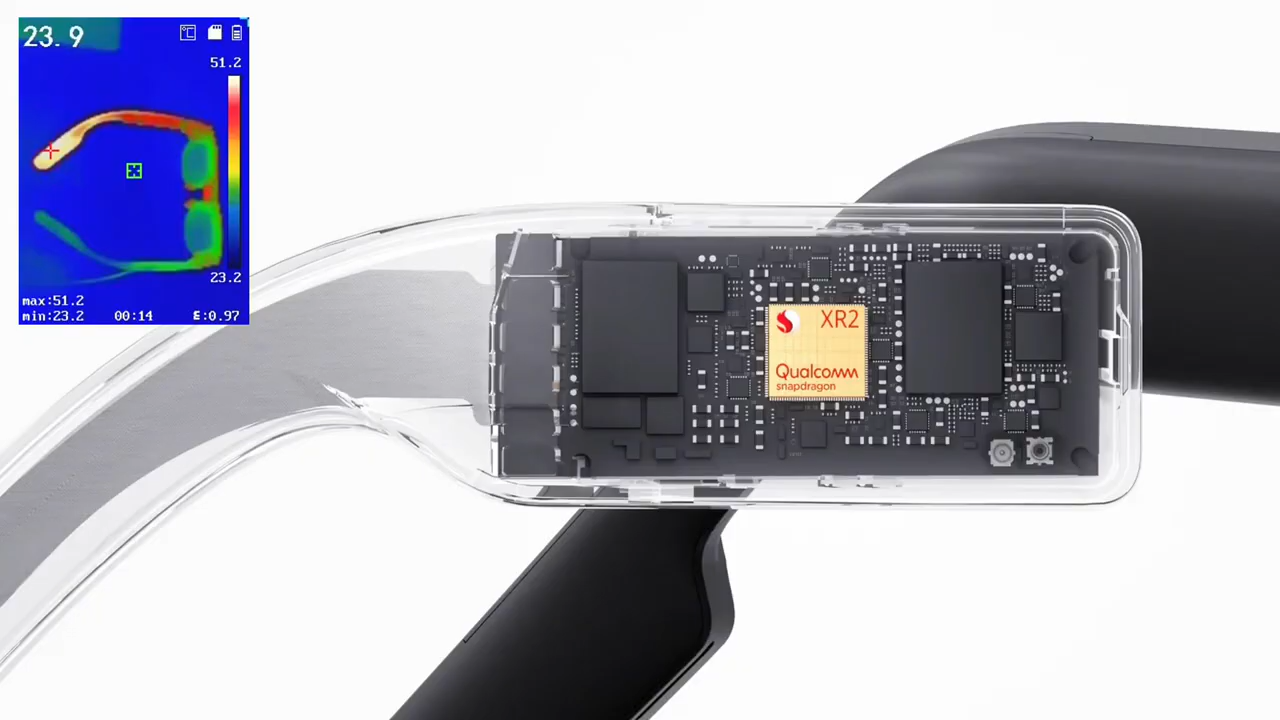 23.9
°C
51.2
23.2
max:51.2
min:23.2
00:14
E:0.97
XR2
Qualcomm
snapdragon